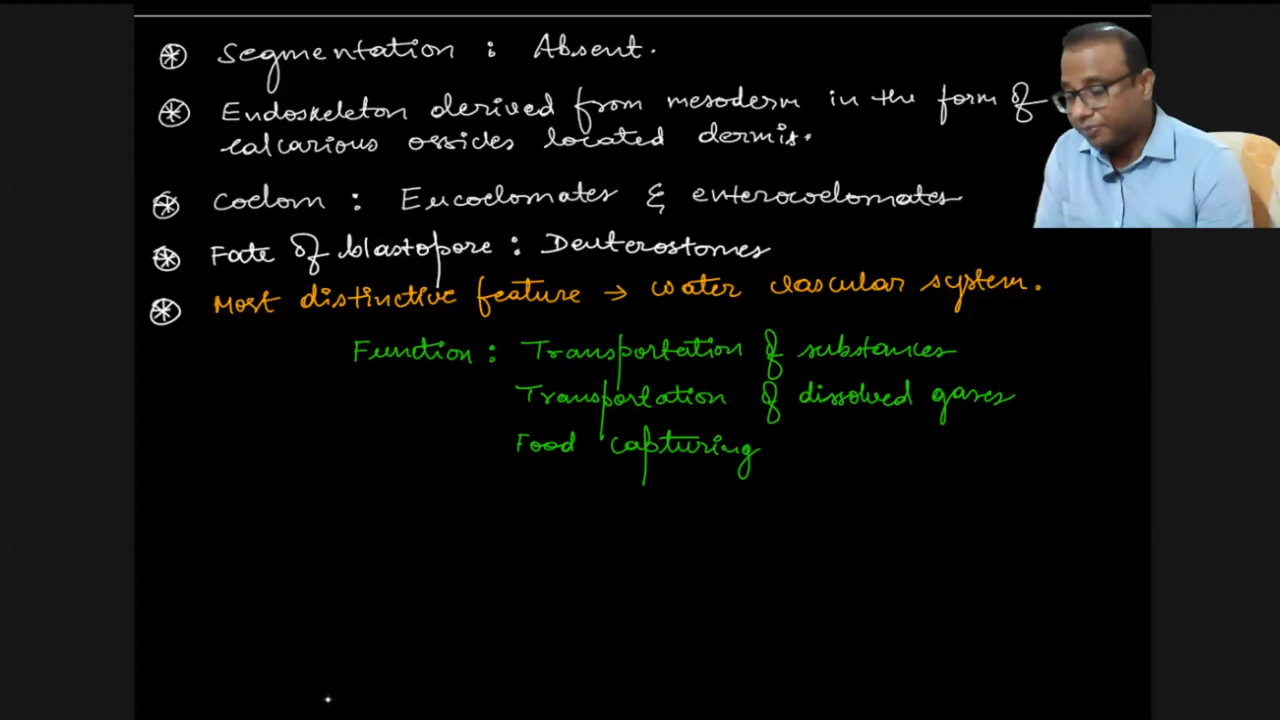 Segmentation : Absent.
Endoskeleton derived from mesoderm in the form of
calcarious ossicles located dermis.
Coelom : Eucoelomates & enterocoelomates
Fate of blastopore : Deuterostomes
Most distinctive feature → water vascular system.
Function : Transportation of substances
Transportation of dissolved gases
Food capturing